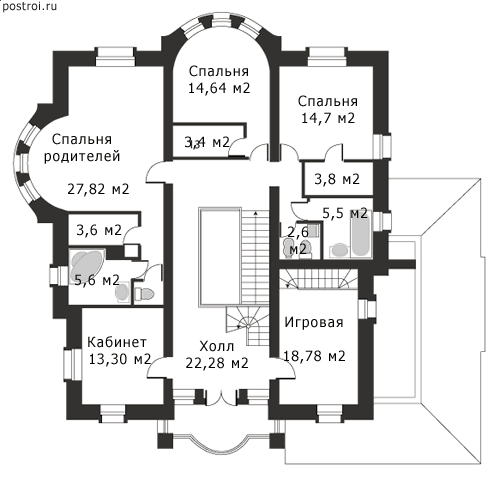 postroi.ru
Спальня
14,64 м2
Спальня
14,7 м2
Спальня
родителей
27,82 м2
3,4 м2
3,8 м2
3,6 м2
5,5 м2
2,6
м2
5,6 м2
Кабинет
13,30 м2
Холл
22,28 м2
Игровая
18,78 м2